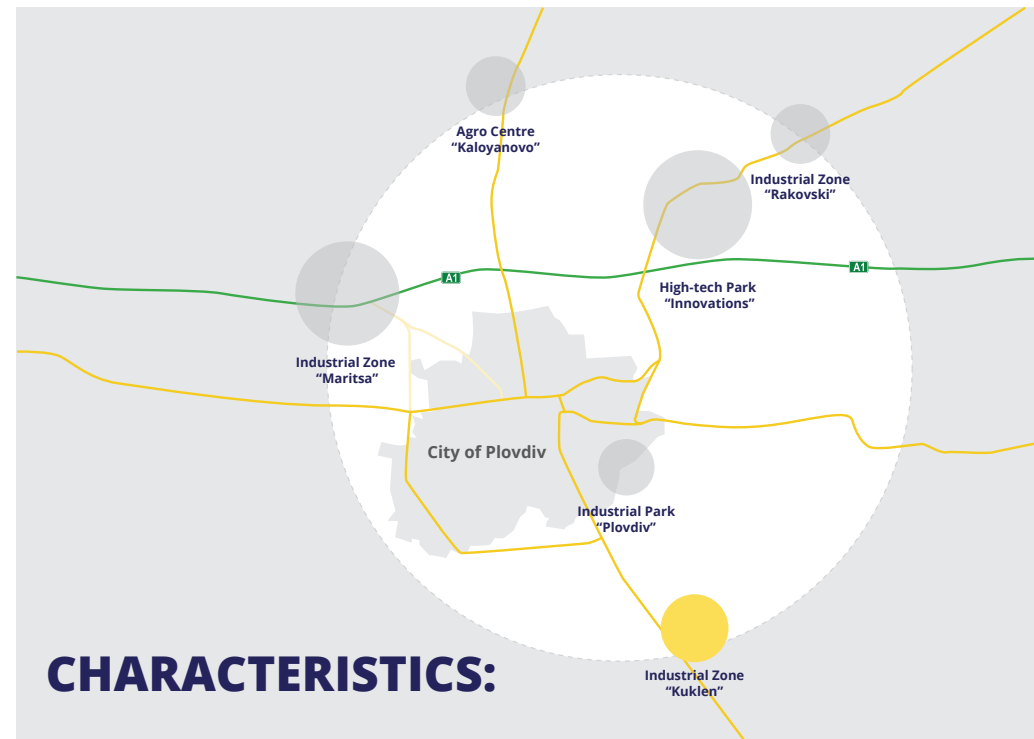 Agro Centre
“Kaloyanovo”
Industrial Zone
“Rakovski”
A1
A1
High-tech Park
“Innovations”
Industrial Zone
“Maritsa”
City of Plovdiv
Industrial Park
“Plovdiv”
CHARACTERISTICS:
Industrial Zone
“Kuklen”